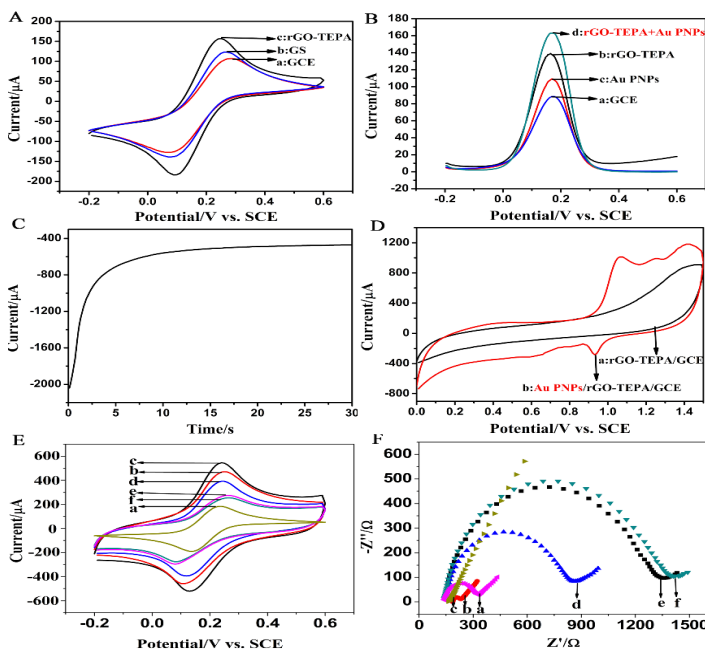 A
c:rGO-TEPA
b:GS
a:GCE
Current/μA
200
150
100
50
0
-50
-100
-150
-200
-0.2 0.0 0.2 0.4 0.6
Potential/V vs. SCE
B
d:rGO-TEPA+Au PNPs
b:rGO-TEPA
c:Au PNPs
a:GCE
Current/μA
180
160
140
120
100
80
60
40
20
0
-20
-0.4 -0.2 0.0 0.2 0.4 0.6
Potential/V vs. SCE
C
Current/μA
-400
-800
-1200
-1600
-2000
0 5 10 15 20 25 30
Time/s
D
Current/μA
1200
800
400
0
-400
-800
a:rGO-TEPA/GCE
b:Au PNPs/rGO-TEPA/GCE
0.0 0.2 0.4 0.6 0.8 1.0 1.2 1.4
Potential/V vs. SCE
E
c
b
d
e
f
a
Current/μA
600
400
200
0
-200
-400
-600
-0.2 0.0 0.2 0.4 0.6
Potential/V vs. SCE
F
-Z''/Ω
600
500
400
300
200
100
0
c b a d e f
0 300 600 900 1200 1500
Z'/Ω